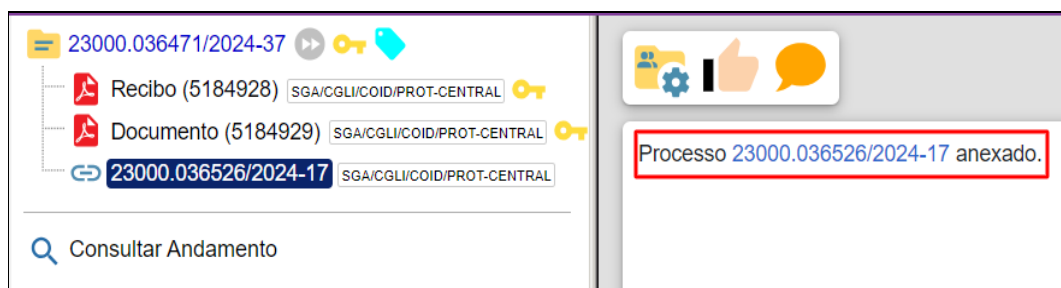 23000.036471/2024-37
Recibo (5184928) SGA/CGLI/COID/PROT-CENTRAL
Documento (5184929) SGA/CGLI/COID/PROT-CENTRAL
23000.036526/2024-17 SGA/CGLI/COID/PROT-CENTRAL
Consultar Andamento
Processo 23000.036526/2024-17 anexado.